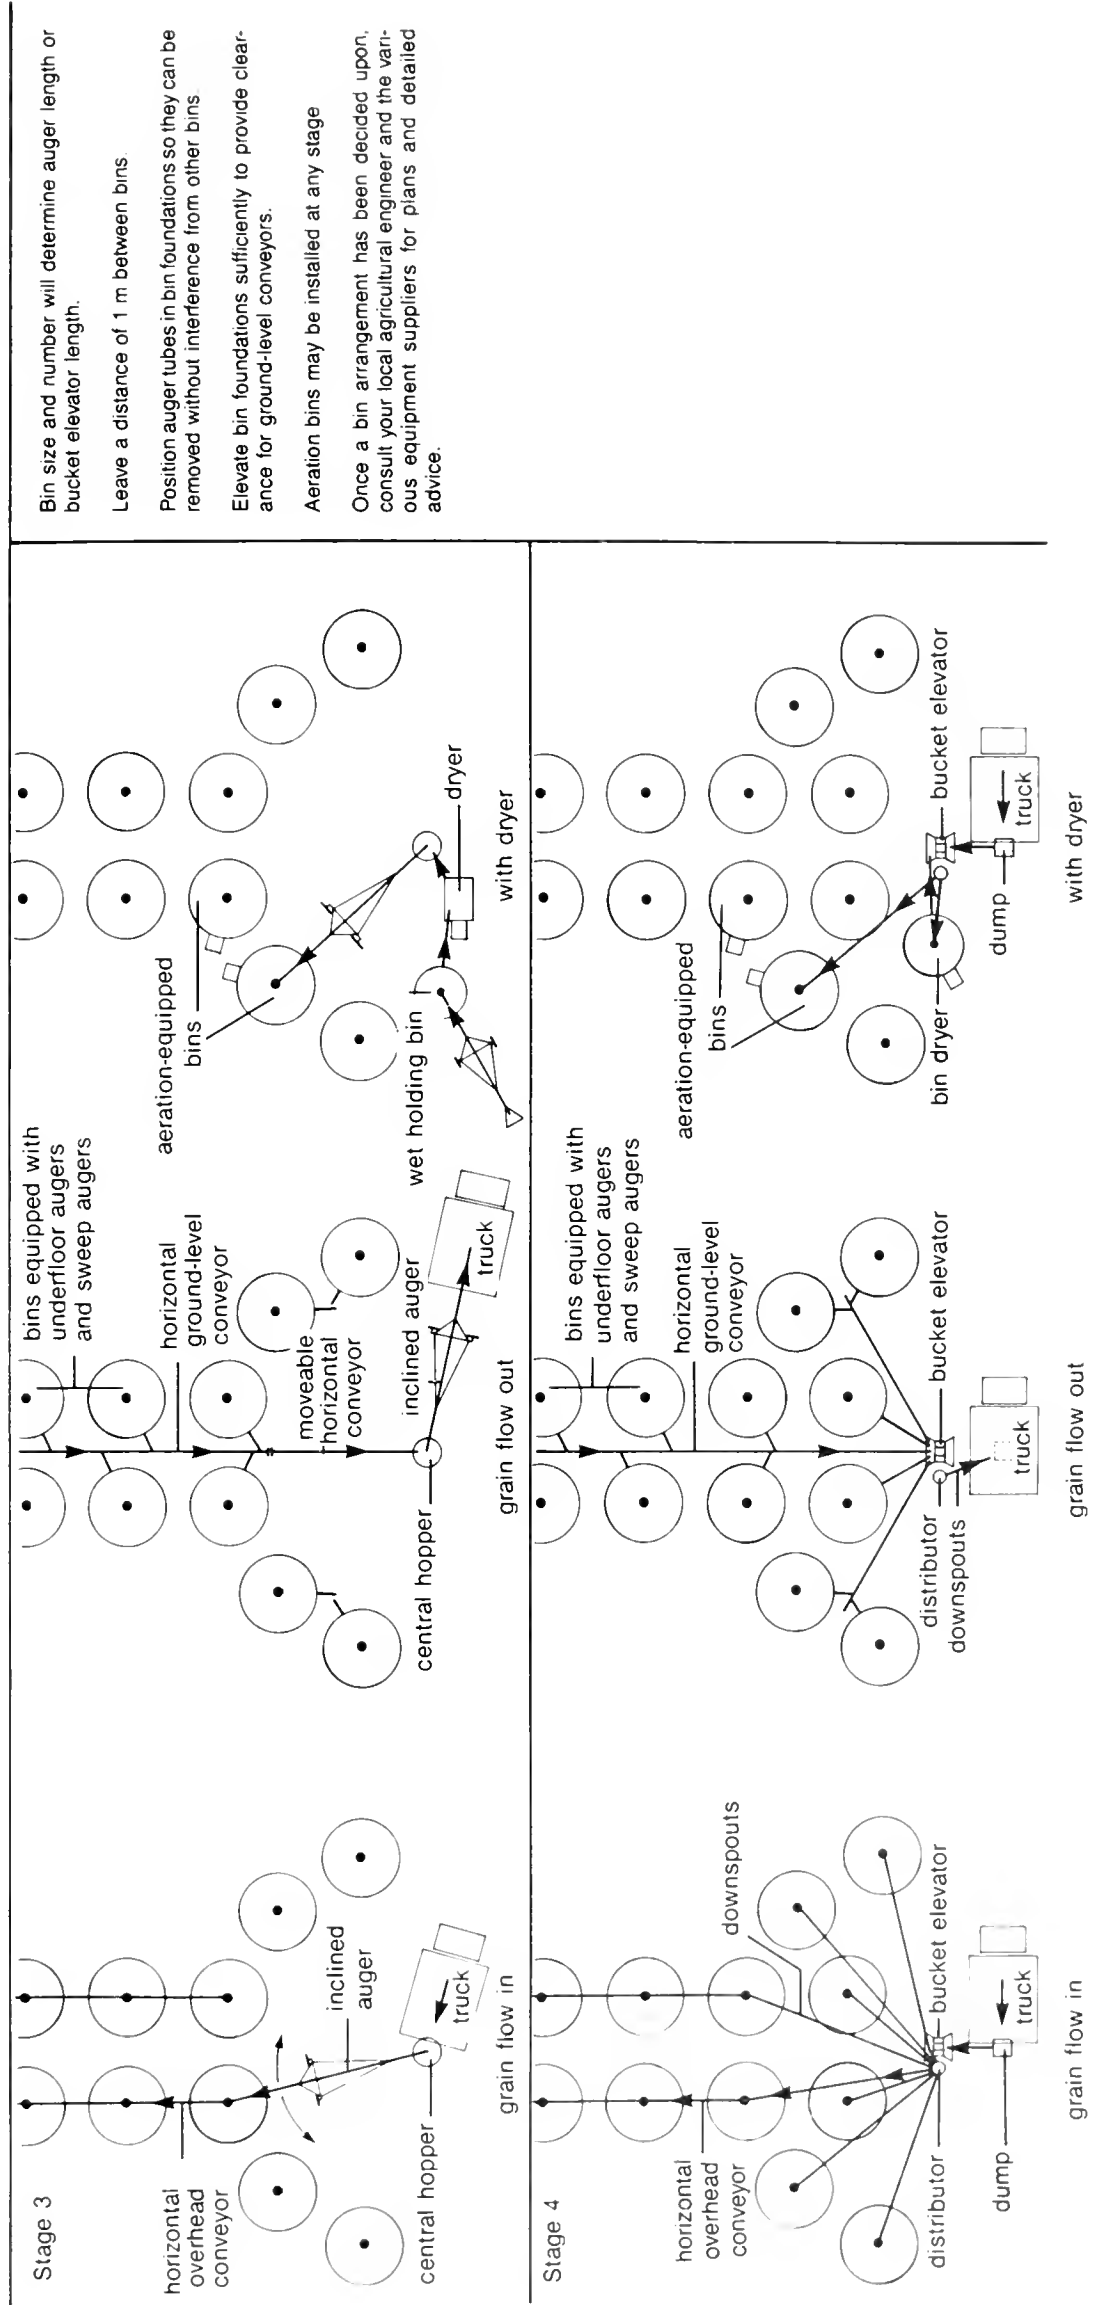 Stage 3
horizontal
overhead
conveyor
inclined
auger
truck
central hopper
grain flow in
bins equipped with
underfloor augers
and sweep augers
horizontal
ground-level
conveyor
moveable
horizontal
conveyor
inclined auger
truck
central hopper
grain flow out
aeration-equipped
bins
wet holding bin
dryer
with dryer
Stage 4
horizontal
overhead
conveyor
downspouts
bucket elevator
distributor
truck
dump
grain flow in
bins equipped with
underfloor augers
and sweep augers
horizontal
ground-level
conveyor
bucket elevator
distributor
downspouts
truck
grain flow out
aeration-equipped
bins
bin dryer
bucket elevator
truck
dump
with dryer
Bin size and number will determine auger length or
bucket elevator length.
Leave a distance of 1 m between bins.
Position auger tubes in bin foundations so they can be
removed without interference from other bins.
Elevate bin foundations sufficiently to provide clear-
ance for ground-level conveyors.
Aeration bins may be installed at any stage
Once a bin arrangement has been decided upon,
consult your local agricultural engineer and the vari-
ous equipment suppliers for plans and detailed
advice.